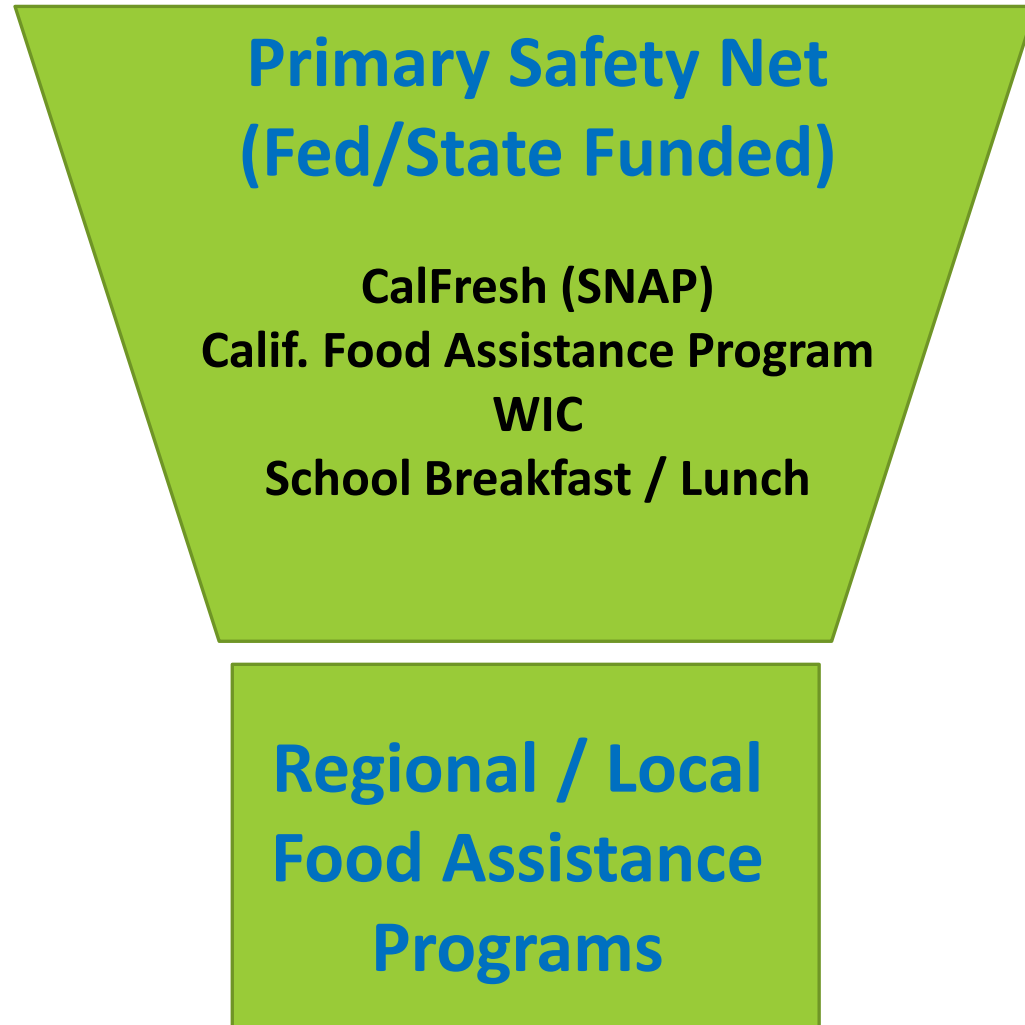 Primary Safety Net
(Fed/State Funded)
CalFresh (SNAP)
Calif. Food Assistance Program
WIC
School Breakfast / Lunch
Regional / Local
Food Assistance
Programs